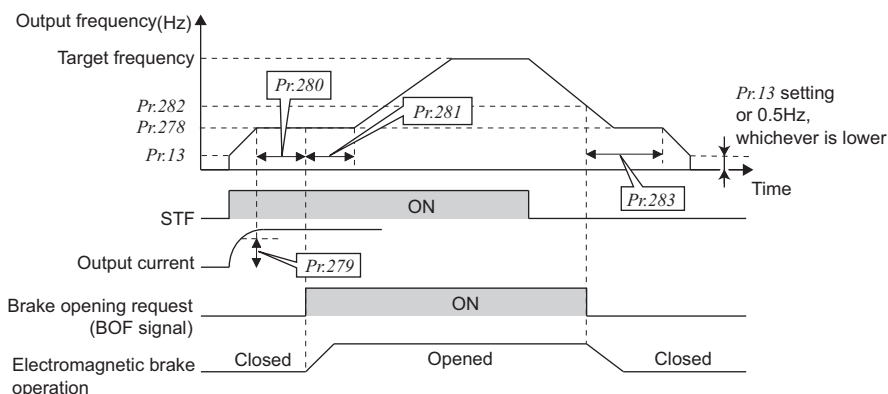 Output frequency(Hz)
Target frequency
Pr.280
Pr.282
Pr.281
Pr.278
Pr.13
Pr.13 setting
or 0.5Hz,
whichever is lower
Time
Pr.283
STF
ON
Output current
Pr.279
Brake opening request
(BOF signal)
ON
Electromagnetic brake
operation
Closed
Opened
Closed